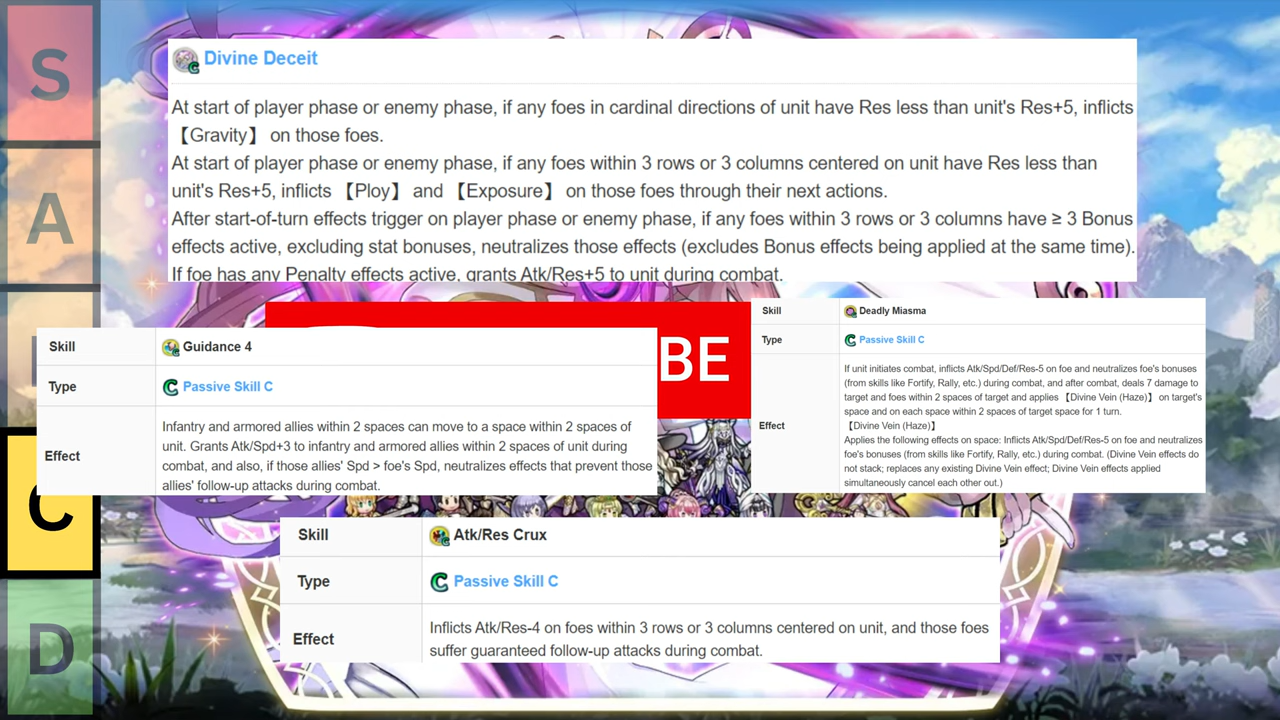 S
A
C
D
Divine Deceit
At start of player phase or enemy phase, if any foes in cardinal directions of unit have Res less than unit's Res+5, inflicts
【Gravity】 on those foes.
At start of player phase or enemy phase, if any foes within 3 rows or 3 columns centered on unit have Res less than
unit's Res+5, inflicts 【Ploy】 and 【Exposure】 on those foes through their next actions.
After start-of-turn effects trigger on player phase or enemy phase, if any foes within 3 rows or 3 columns have ≥ 3 Bonus
effects active, excluding stat bonuses, neutralizes those effects (excludes Bonus effects being applied at the same time).
If foe has any Penalty effects active, grants Atk/Res+5 to unit during combat.
BE
Skill
Guidance 4
Type
Passive Skill C
Effect
Infantry and armored allies within 2 spaces can move to a space within 2 spaces of
unit. Grants Atk/Spd+3 to infantry and armored allies within 2 spaces of unit during
combat, and also, if those allies' Spd > foe's Spd, neutralizes effects that prevent those
allies' follow-up attacks during combat.
Skill
Deadly Miasma
Type
Passive Skill C
Effect
If unit initiates combat, inflicts Atk/Spd/Def/Res-5 on foe and neutralizes foe's bonuses
(from skills like Fortify, Rally, etc.) during combat, and after combat, deals 7 damage to
target and foes within 2 spaces of target and applies 【Divine Vein (Haze)】 on target's
space and on each space within 2 spaces of target space for 1 turn.
【Divine Vein (Haze)】
Applies the following effects on space: Inflicts Atk/Spd/Def/Res-5 on foe and neutralizes
foe's bonuses (from skills like Fortify, Rally, etc.) during combat. (Divine Vein effects do
not stack; replaces any existing Divine Vein effect; Divine Vein effects applied
simultaneously cancel each other out.)
Skill
Atk/Res Crux
Type
Passive Skill C
Effect
Inflicts Atk/Res-4 on foes within 3 rows or 3 columns centered on unit, and those foes
suffer guaranteed follow-up attacks during combat.